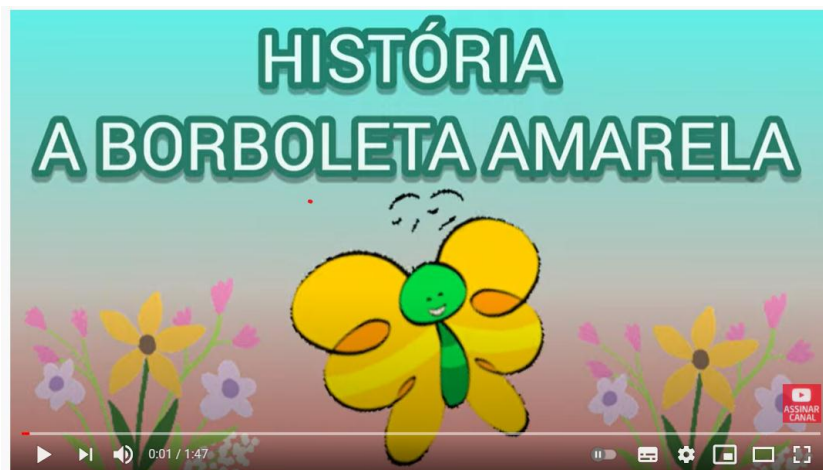 HISTÓRIA
A BORBOLETA AMARELA
ASSINAR
CANAL
0:01 / 1:47